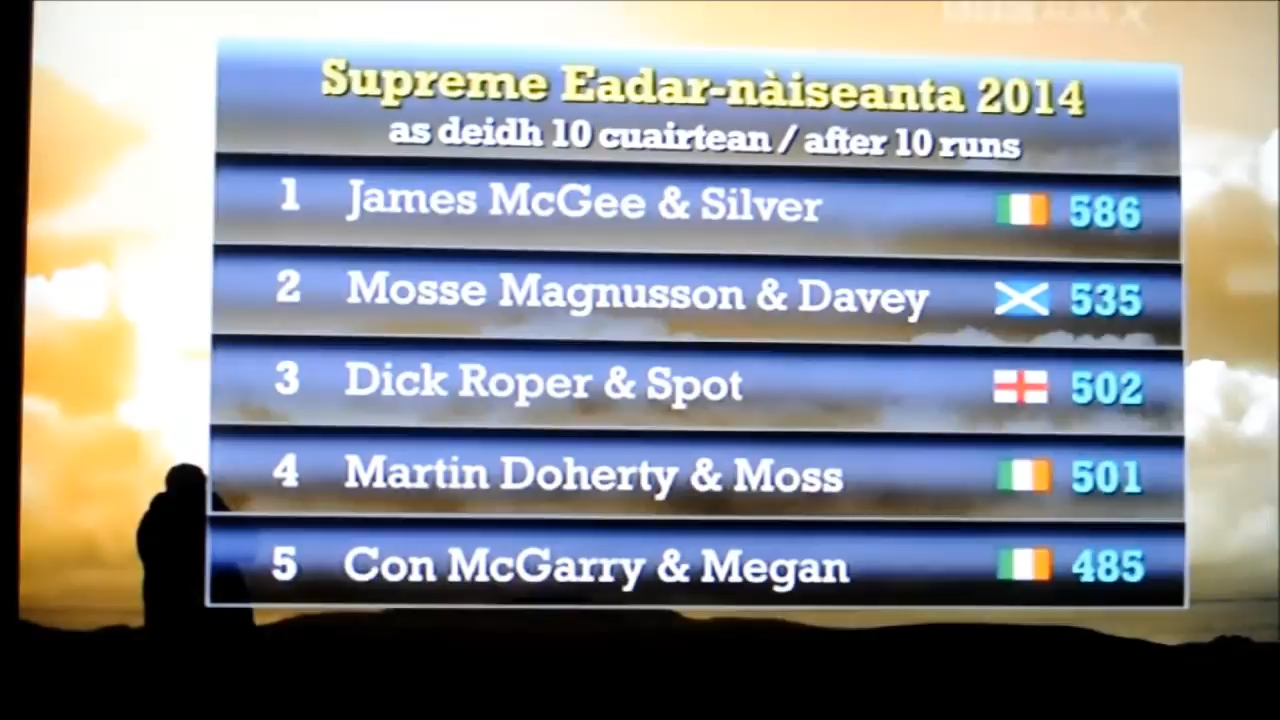 Supreme Eadar-nàiseanta 2014
as deidh 10 cuairtean / after 10 runs
1 James McGee & Silver 586
2 Mosse Magnusson & Davey 535
3 Dick Roper & Spot 502
4 Martin Doherty & Moss 501
5 Con McGarry & Megan 485